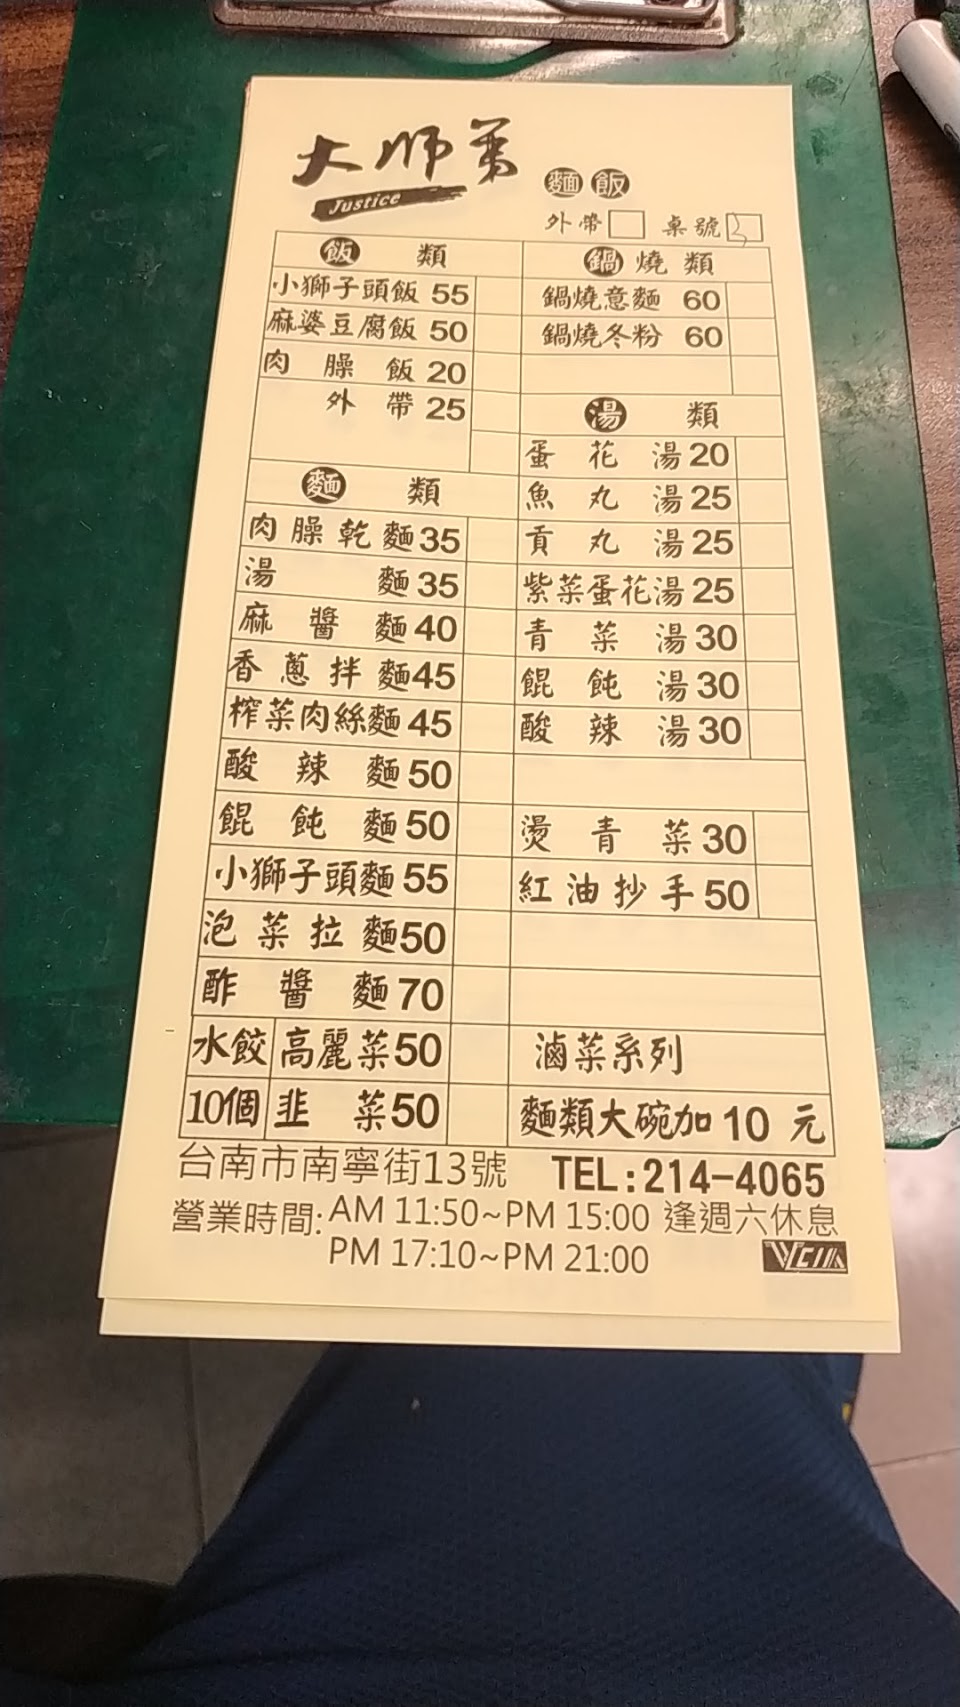 大師弟
Justice
麵 飯
外帶 桌號 3
飯類
小獅子頭飯 55
麻婆豆腐飯 50
肉臊飯 20
外帶 25
麵類
肉臊乾麵 35
湯麵 35
麻醬麵 40
香蔥拌麵 45
榨菜肉絲麵 45
酸辣麵 50
餛飩麵 50
小獅子頭麵 55
泡菜拉麵 50
酢醬麵 70
水餃 高麗菜 50
10個 韭菜 50
鍋燒類
鍋燒意麵 60
鍋燒冬粉 60
湯類
蛋花湯 20
魚丸湯 25
貢丸湯 25
紫菜蛋花湯 25
青菜湯 30
餛飩湯 30
酸辣湯 30
燙青菜 30
紅油抄手 50
滷菜系列
麵類大碗加 10 元
台南市南寧街13號 TEL:214-4065
營業時間: AM 11:50~PM 15:00 逢週六休息
PM 17:10~PM 21:00